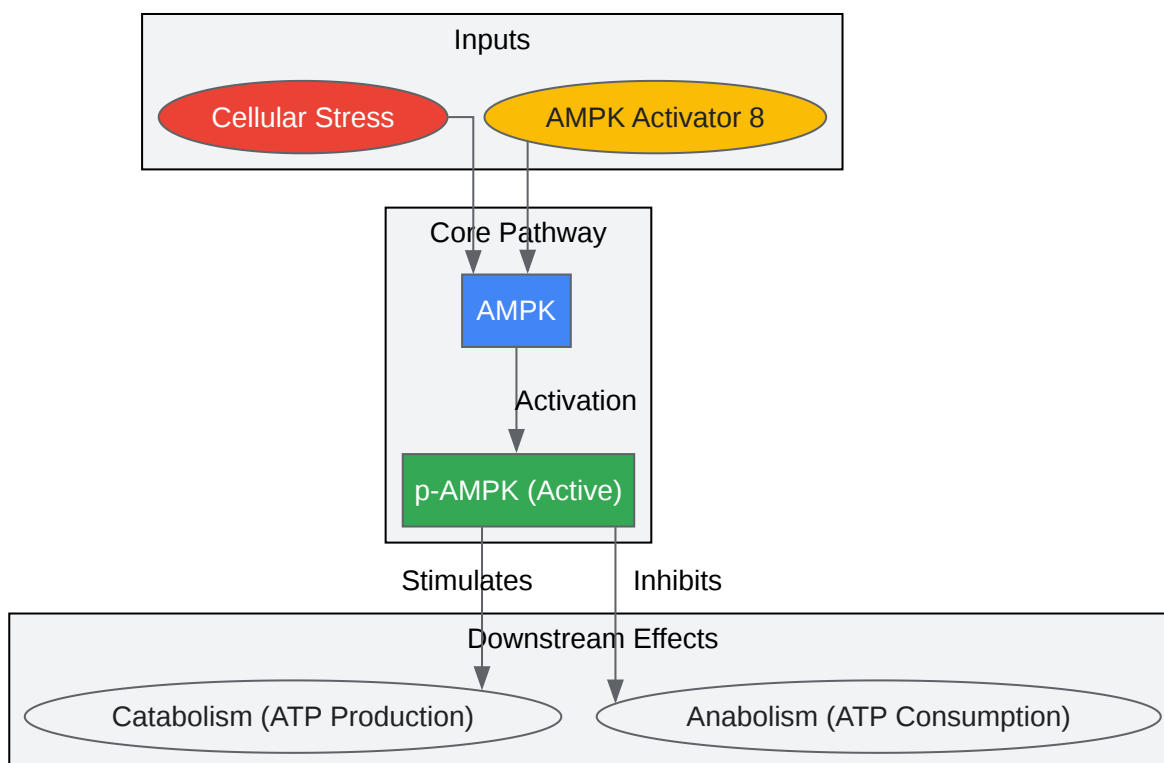 Inputs
Cellular Stress
AMPK Activator 8
Core Pathway
AMPK
Activation
p-AMPK (Active)
Stimulates
Inhibits
Downstream Effects
Catabolism (ATP Production)
Anabolism (ATP Consumption)